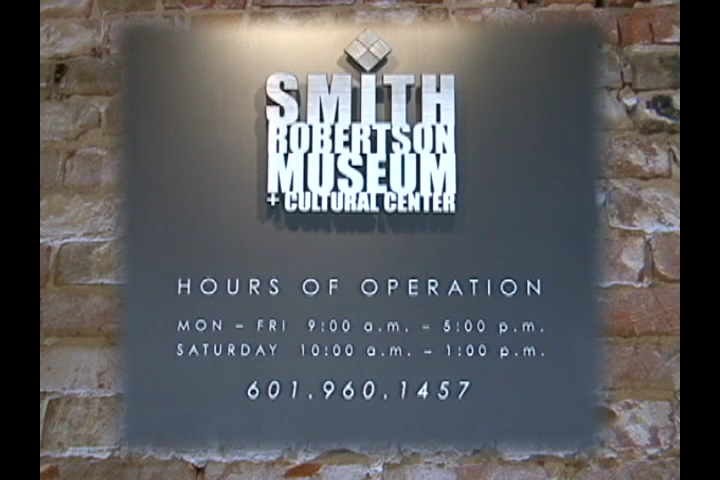 SMITH
ROBERTSON
MUSEUM
+ CULTURAL CENTER
HOURS OF OPERATION
MON – FRI 9:00 a.m. – 5:00 p.m.
SATURDAY 10:00 a.m. – 1:00 p.m.
601.960.1457